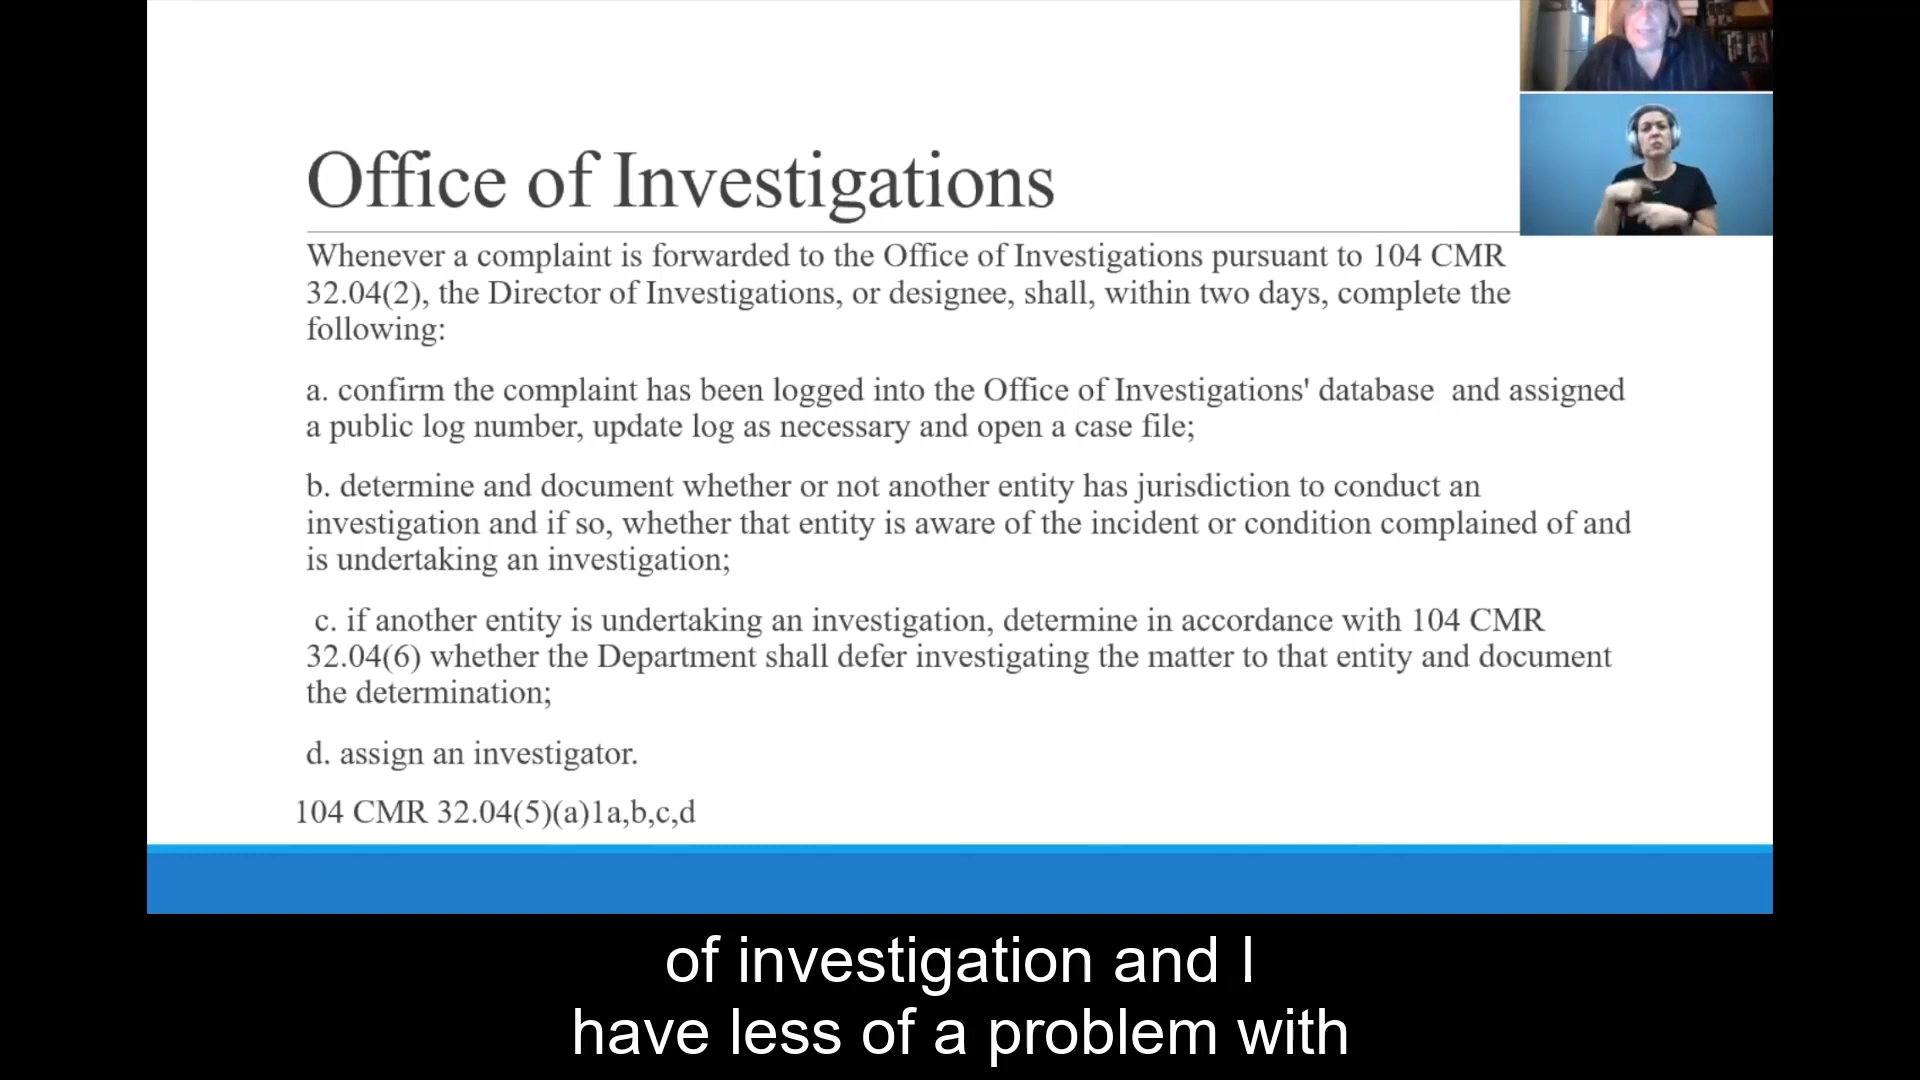 Office of Investigations
Whenever a complaint is forwarded to the Office of Investigations pursuant to 104 CMR
32.04(2), the Director of Investigations, or designee, shall, within two days, complete the
following:
a. confirm the complaint has been logged into the Office of Investigations' database  and assigned
a public log number, update log as necessary and open a case file;
b. determine and document whether or not another entity has jurisdiction to conduct an
investigation and if so, whether that entity is aware of the incident or condition complained of and
is undertaking an investigation;
c. if another entity is undertaking an investigation, determine in accordance with 104 CMR
32.04(6) whether the Department shall defer investigating the matter to that entity and document
the determination;
d. assign an investigator.
104 CMR 32.04(5)(a)1a,b,c,d
of investigation and I
have less of a problem with